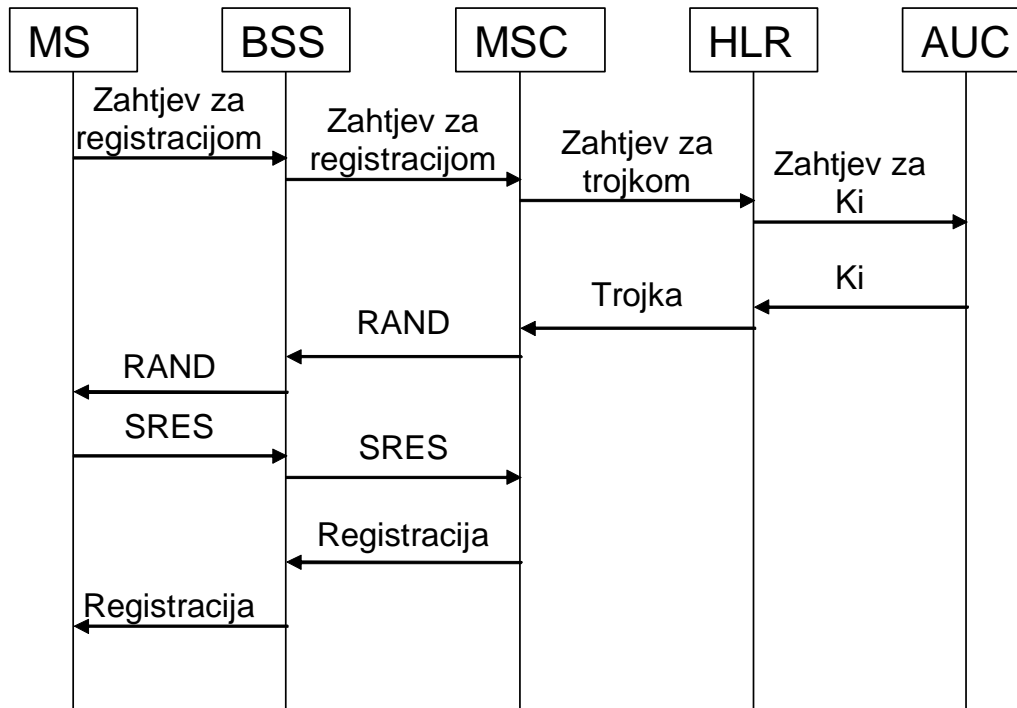 MS
BSS
MSC
HLR
AUC
Zahtjev za
registracijom
Zahtjev za
registracijom
Zahtjev za
trojkom
Zahtjev za
Ki
Ki
Trojka
RAND
RAND
SRES
SRES
Registracija
Registracija